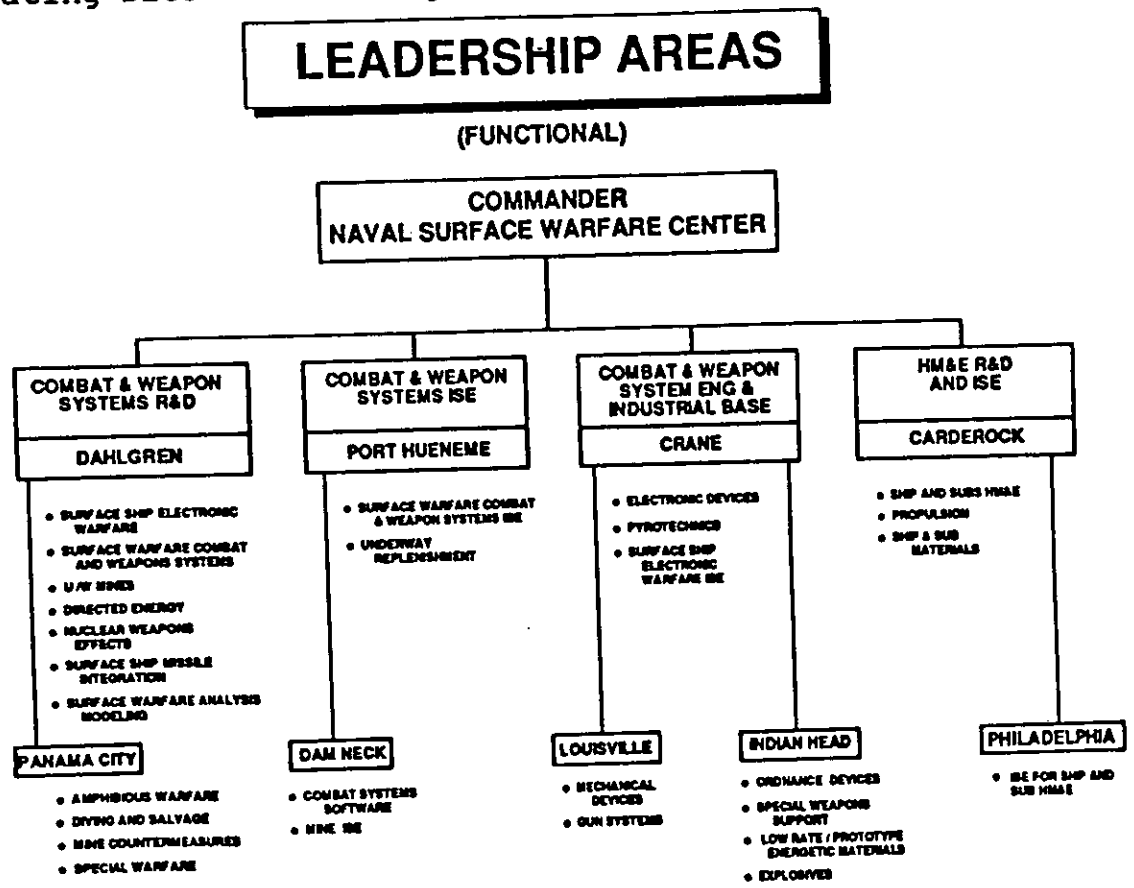 LEADERSHIP AREAS
(FUNCTIONAL)
COMMANDER
NAVAL SURFACE WARFARE CENTER
COMBAT & WEAPON
SYSTEMS R&D
DAHLGREN
• SURFACE SHIP ELECTRONIC
WARFARE
• SURFACE WARFARE COMBAT
AND WEAPONS SYSTEMS
• U/W MINES
• DIRECTED ENERGY
• NUCLEAR WEAPONS
EFFECTS
• SURFACE SHIP MISSILE
INTEGRATION
• SURFACE WARFARE ANALYSIS
MODELING
PANAMA CITY
• AMPHIBIOUS WARFARE
• DIVING AND SALVAGE
• MINE COUNTERMEASURES
• SPECIAL WARFARE
COMBAT & WEAPON
SYSTEMS ISE
PORT HUENEME
• SURFACE WARFARE COMBAT
& WEAPON SYSTEMS ISE
• UNDERWAY
REPLENISHMENT
DAM NECK
• COMBAT SYSTEMS
SOFTWARE
• MINE ISE
COMBAT & WEAPON
SYSTEM ENG &
INDUSTRIAL BASE
CRANE
• ELECTRONIC DEVICES
• PYROTECHNICS
• SURFACE SHIP
ELECTRONIC
WARFARE ISE
LOUISVILLE
• MECHANICAL
DEVICES
• GUN SYSTEMS
INDIAN HEAD
• ORDNANCE DEVICES
• SPECIAL WEAPONS
SUPPORT
• LOW RATE / PROTOTYPE
ENERGETIC MATERIALS
• EXPLOSIVES
HM&E R&D
AND ISE
CARDEROCK
• SHIP AND SUBS HM&E
• PROPULSION
• SHIP & SUB
MATERIALS
PHILADELPHIA
• ISE FOR SHIP AND
SUB HM&E